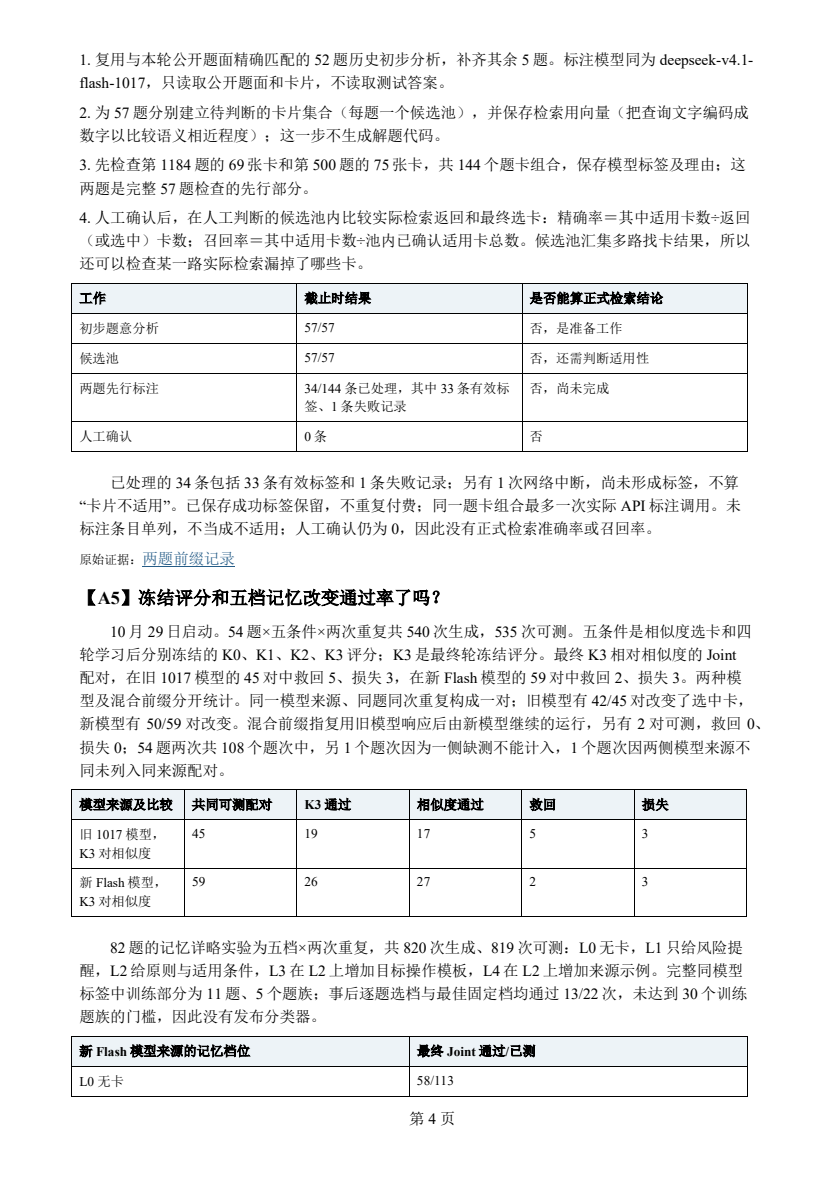 1. 复用与本轮公开题面精确匹配的 52 题历史初步分析，补齐其余 5 题。标注模型同为 deepseek-v4.1-
flash-1017，只读取公开题面和卡片，不读取测试答案。
2. 为 57 题分别建立待判断的卡片集合（每题一个候选池），并保存检索用向量（把查询文字编码成
数字以比较语义相近程度）；这一步不生成解题代码。
3. 先检查第 1184 题的 69 张卡和第 500 题的 75 张卡，共 144 个题卡组合，保存模型标签及理由；这
两题是完整 57 题检查的先行部分。
4. 人工确认后，在人工判断的候选池内比较实际检索返回和最终选卡：精确率＝其中适用卡数÷返回
（或选中）卡数；召回率＝其中适用卡数÷池内已确认适用卡总数。候选池汇集多路找卡结果，所以
还可以检查某一路实际检索漏掉了哪些卡。
工作 截止时结果 是否能算正式检索结论
初步题意分析 57/57 否，是准备工作
候选池 57/57 否，还需判断适用性
两题先行标注 34/144 条已处理，其中 33 条有效标 否，尚未完成
签、1 条失败记录
人工确认 0 条 否
已处理的 34 条包括 33 条有效标签和 1 条失败记录；另有 1 次网络中断，尚未形成标签，不算
“卡片不适用”。已保存成功标签保留，不重复付费；同一题卡组合最多一次实际 API 标注调用。未
标注条目单列，不当成不适用；人工确认仍为 0，因此没有正式检索准确率或召回率。
原始证据：两题前缀记录
【A5】冻结评分和五档记忆改变通过率了吗？
10 月 29 日启动。54 题×五条件×两次重复共 540 次生成，535 次可测。五条件是相似度选卡和四
轮学习后分别冻结的 K0、K1、K2、K3 评分；K3 是最终轮冻结评分。最终 K3 相对相似度的 Joint
配对，在旧 1017 模型的 45 对中救回 5、损失 3，在新 Flash 模型的 59 对中救回 2、损失 3。两种模
型及混合前缀分开统计。同一模型来源、同题同次重复构成一对；旧模型有 42/45 对改变了选中卡，
新模型有 50/59 对改变。混合前缀指复用旧模型响应后由新模型继续的运行，另有 2 对可测，救回 0、
损失 0；54 题两次共 108 个题次中，另 1 个题次因为一侧缺测不能计入，1 个题次因两侧模型来源不
同未列入同来源配对。
模型来源及比较 共同可测配对 K3 通过 相似度通过 救回 损失
旧 1017 模型， 45 19 17 5 3
K3 对相似度
新 Flash 模型， 59 26 27 2 3
K3 对相似度
82 题的记忆详略实验为五档×两次重复，共 820 次生成、819 次可测：L0 无卡，L1 只给风险提
醒，L2 给原则与适用条件，L3 在 L2 上增加目标操作模板，L4 在 L2 上增加来源示例。完整同模型
标签中训练部分为 11 题、5 个题族；事后逐题选档与最佳固定档均通过 13/22 次，未达到 30 个训练
题族的门槛，因此没有发布分类器。
新 Flash 模型来源的记忆档位 最终 Joint 通过/已测
L0 无卡 58/113
第 4 页